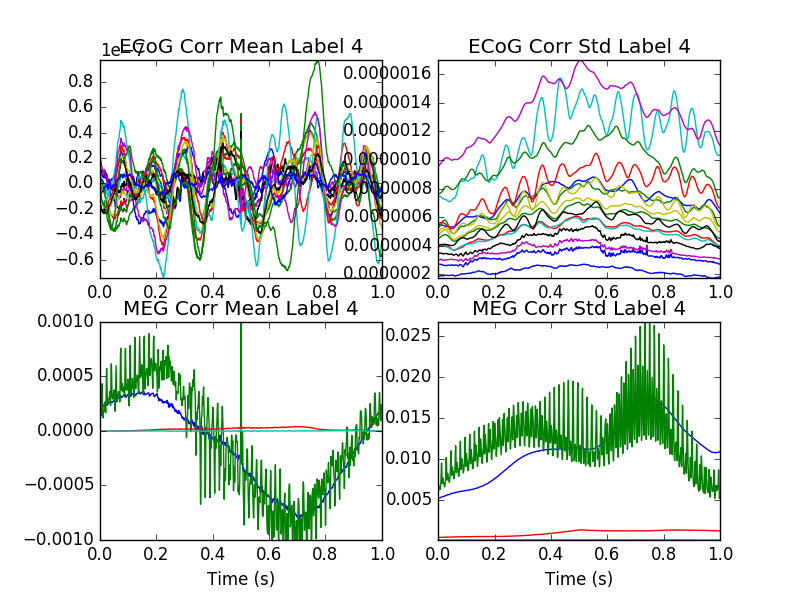 ECoG Corr Mean Label 4
1e−7
0.8
0.6
0.4
0.2
0.0
−0.2
−0.4
−0.6
0.0 0.2 0.4 0.6 0.8 1.0
ECoG Corr Std Label 4
0.0000016
0.0000014
0.0000012
0.0000010
0.0000008
0.0000006
0.0000004
0.0000002
0.0 0.2 0.4 0.6 0.8 1.0
MEG Corr Mean Label 4
0.0010
0.0005
0.0000
−0.0005
−0.0010
0.0 0.2 0.4 0.6 0.8 1.0
Time (s)
MEG Corr Std Label 4
0.025
0.020
0.015
0.010
0.005
0.0 0.2 0.4 0.6 0.8 1.0
Time (s)